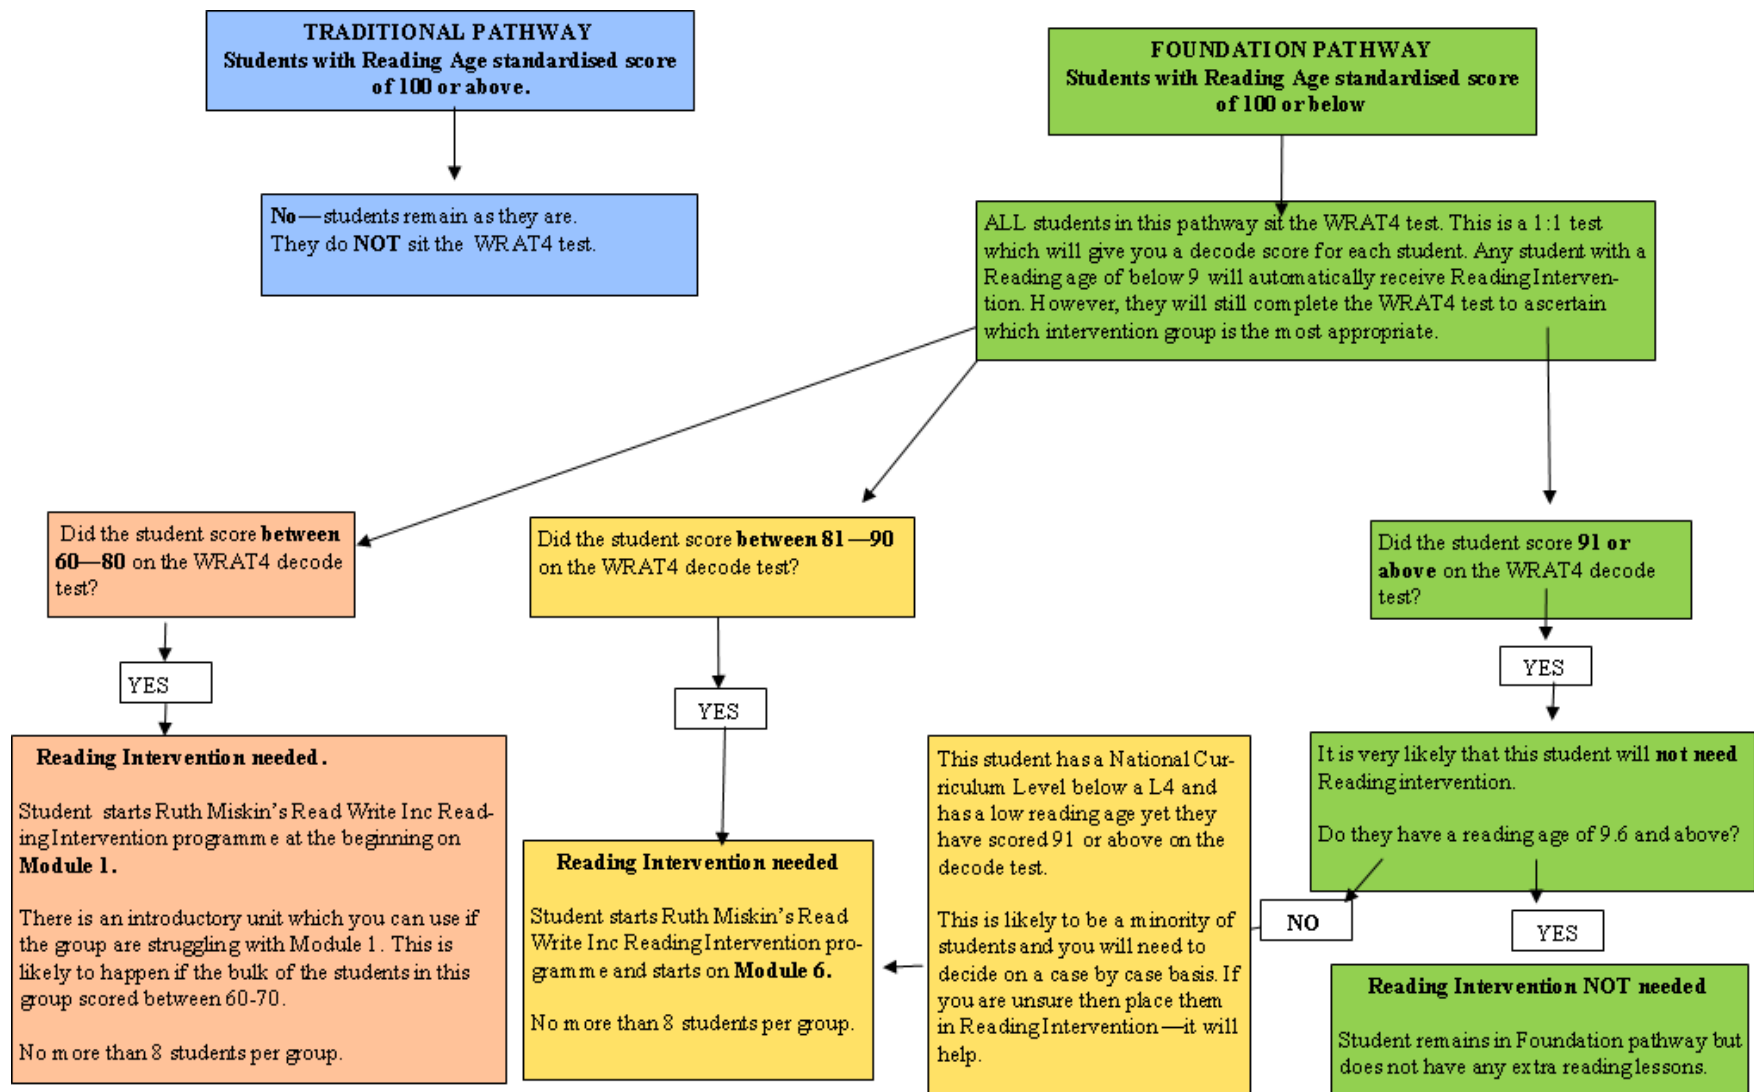 TRADITIONAL PATHWAY
Students with Reading Age standardised score
of 100 or above.
No—students remain as they are.
They do NOT sit the WRAT4 test.
FOUNDATION PATHWAY
Students with Reading Age standardised score
of 100 or below
ALL students in this pathway sit the WRAT4 test. This is a 1:1 test
which will give you a decode score for each student. Any student with a
Reading age of below 9 will automatically receive Reading Interven-
tion. However, they will still complete the WRAT4 test to ascertain
which intervention group is the most appropriate.
Did the student score between
60—80 on the WRAT4 decode
test?
YES
Reading Intervention needed.
Student starts Ruth Miskin's Read Write Inc Read-
ing Intervention programme at the beginning on
Module 1.
There is an introductory unit which you can use if
the group are struggling with Module 1. This is
likely to happen if the bulk of the students in this
group scored between 60-70.
No more than 8 students per group.
Did the student score between 81—90
on the WRAT4 decode test?
YES
Reading Intervention needed
Student starts Ruth Miskin's Read
Write Inc Reading Intervention pro-
gramme and starts on Module 6.
No more than 8 students per group.
Did the student score 91 or
above on the WRAT4 decode
test?
YES
It is very likely that this student will not need
Reading intervention.
Do they have a reading age of 9.6 and above?
NO
This student has a National Cur-
riculum Level below a L4 and
has a low reading age yet they
have scored 91 or above on the
decode test.
This is likely to be a minority of
students and you will need to
decide on a case by case basis. If
you are unsure then place them
in Reading Intervention—it will
help.
YES
Reading Intervention NOT needed
Student remains in Foundation pathway but
does not have any extra reading lessons.